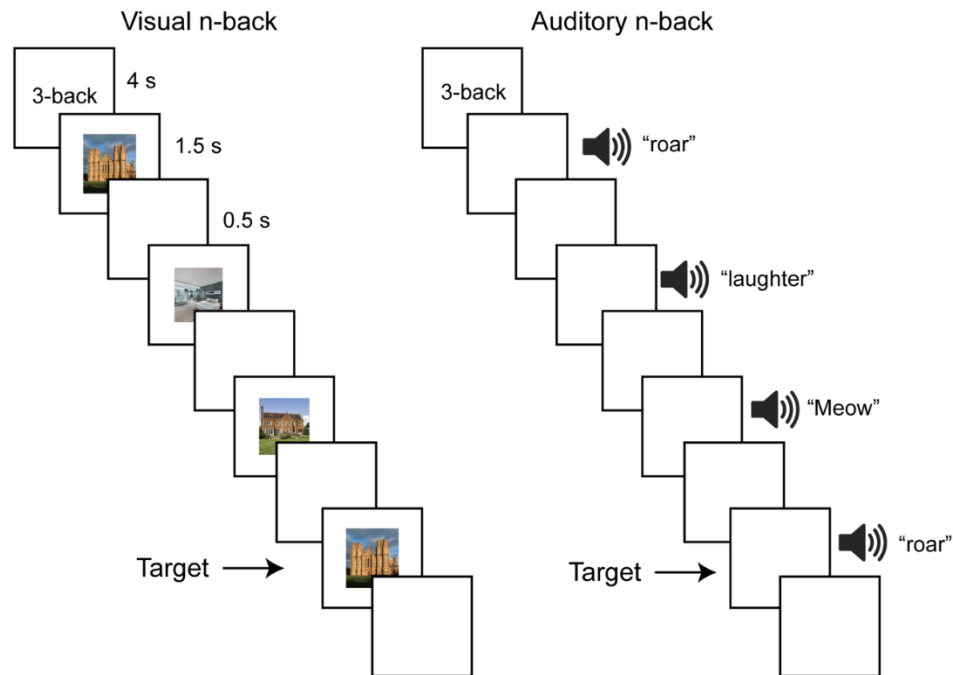 Visual n-back
3-back
4 s
1.5 s
0.5 s
Target
Auditory n-back
3-back
“roar”
“laughter”
“Meow”
“roar”
Target